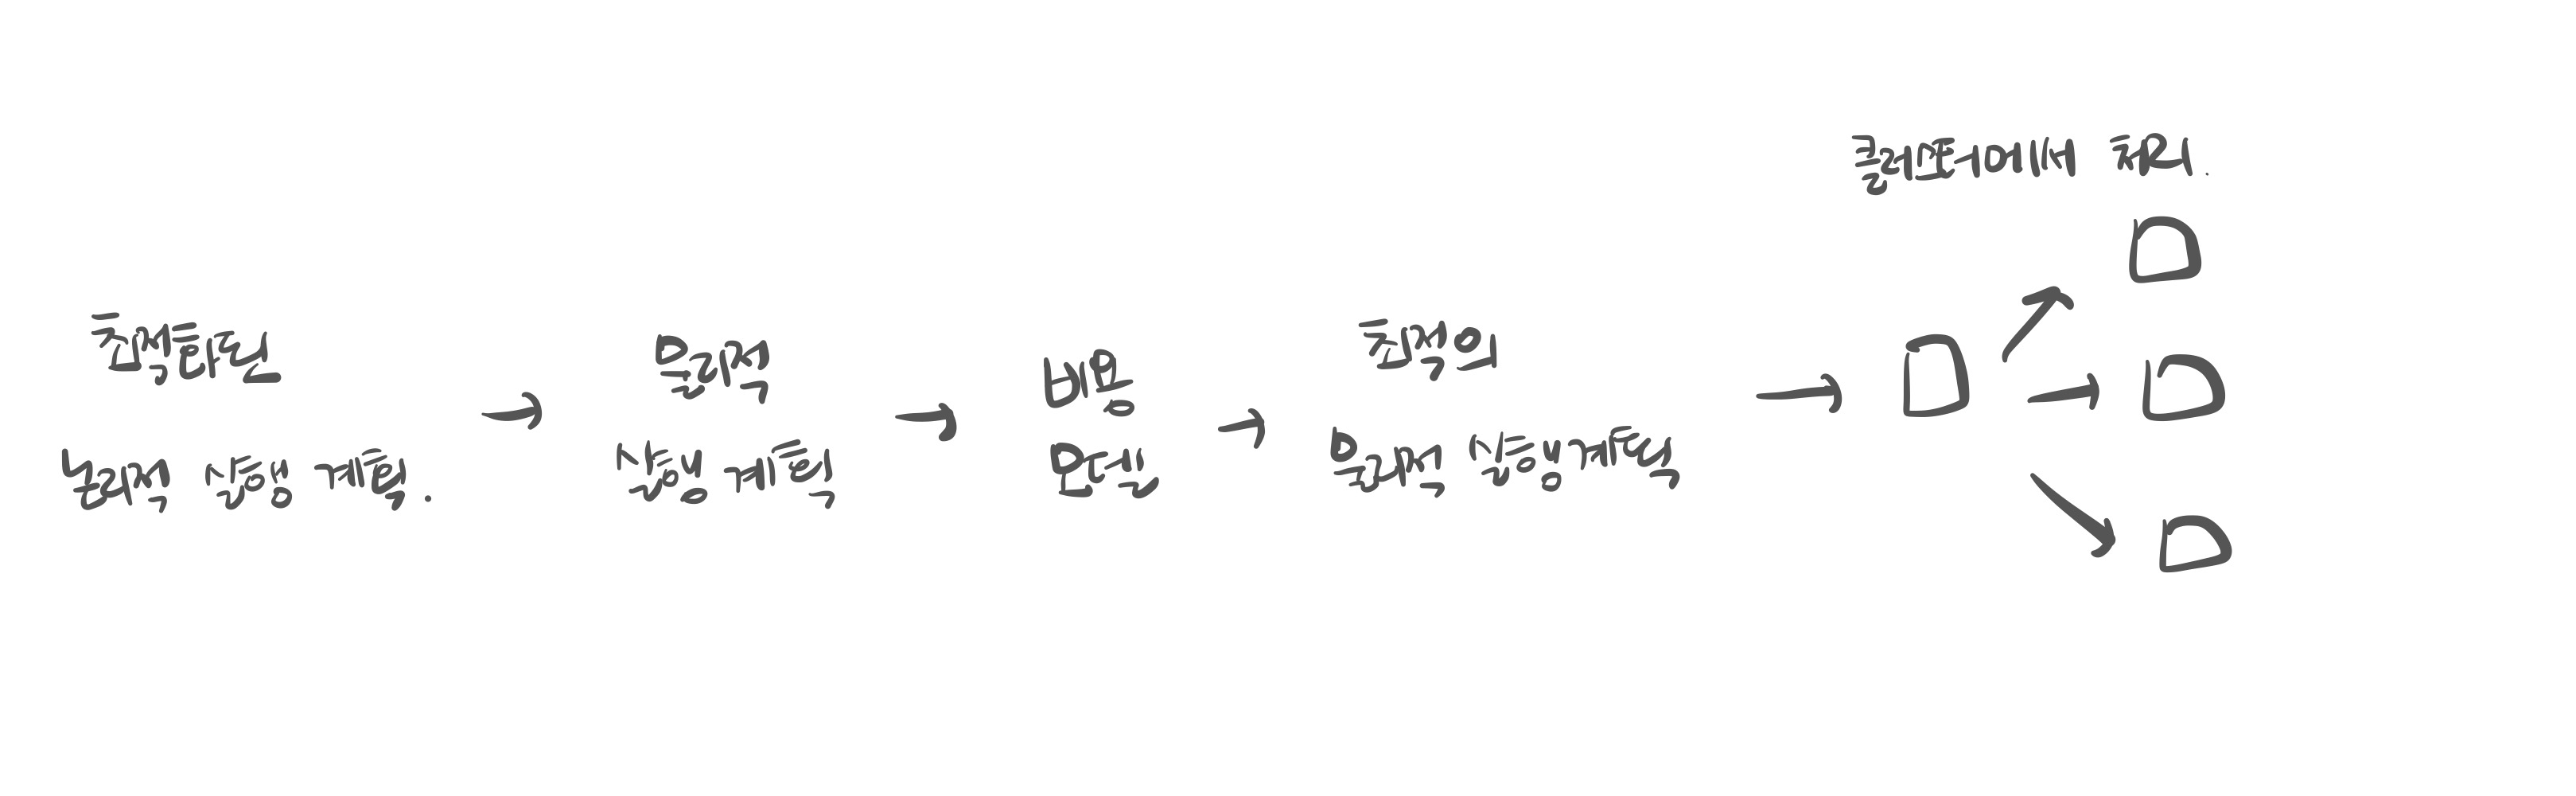 최적화된
논리적 실행 계획.
물리적
실행 계획
비용
모델
최적의
물리적 실행계획
클러스터에서 처리.